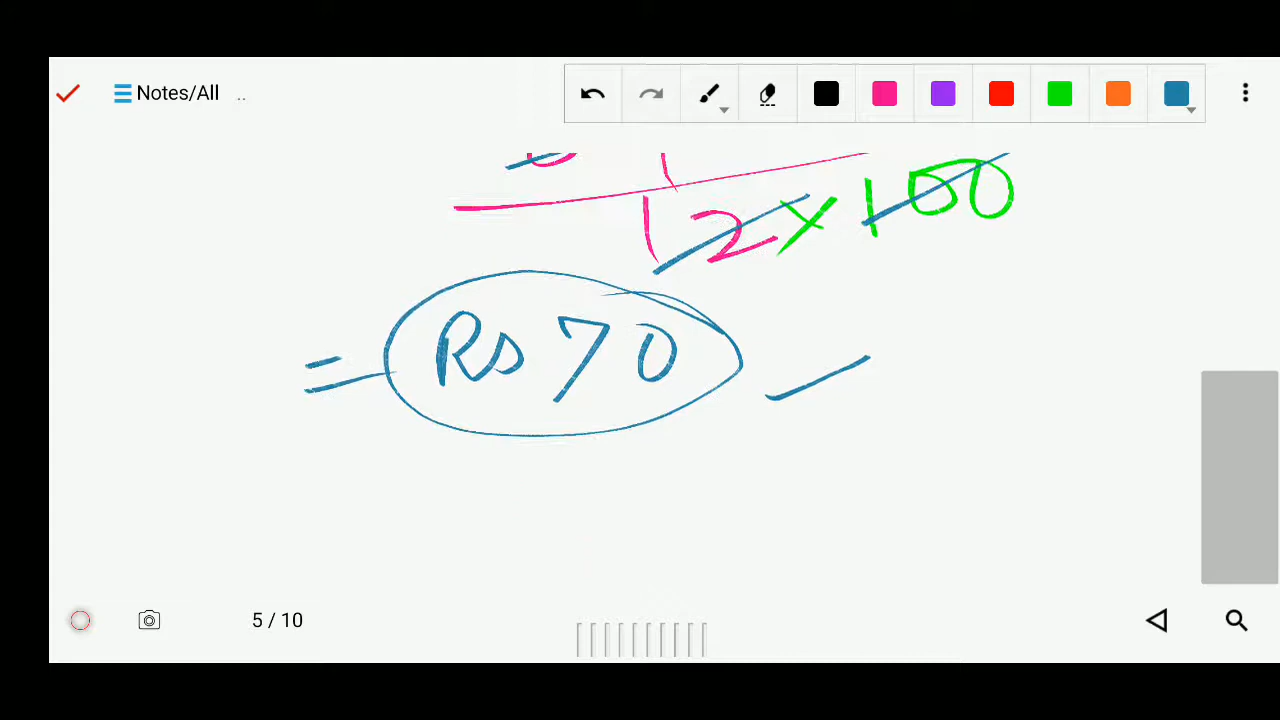 Notes/All ..
12 x 100
= Rs 70 –
5 / 10